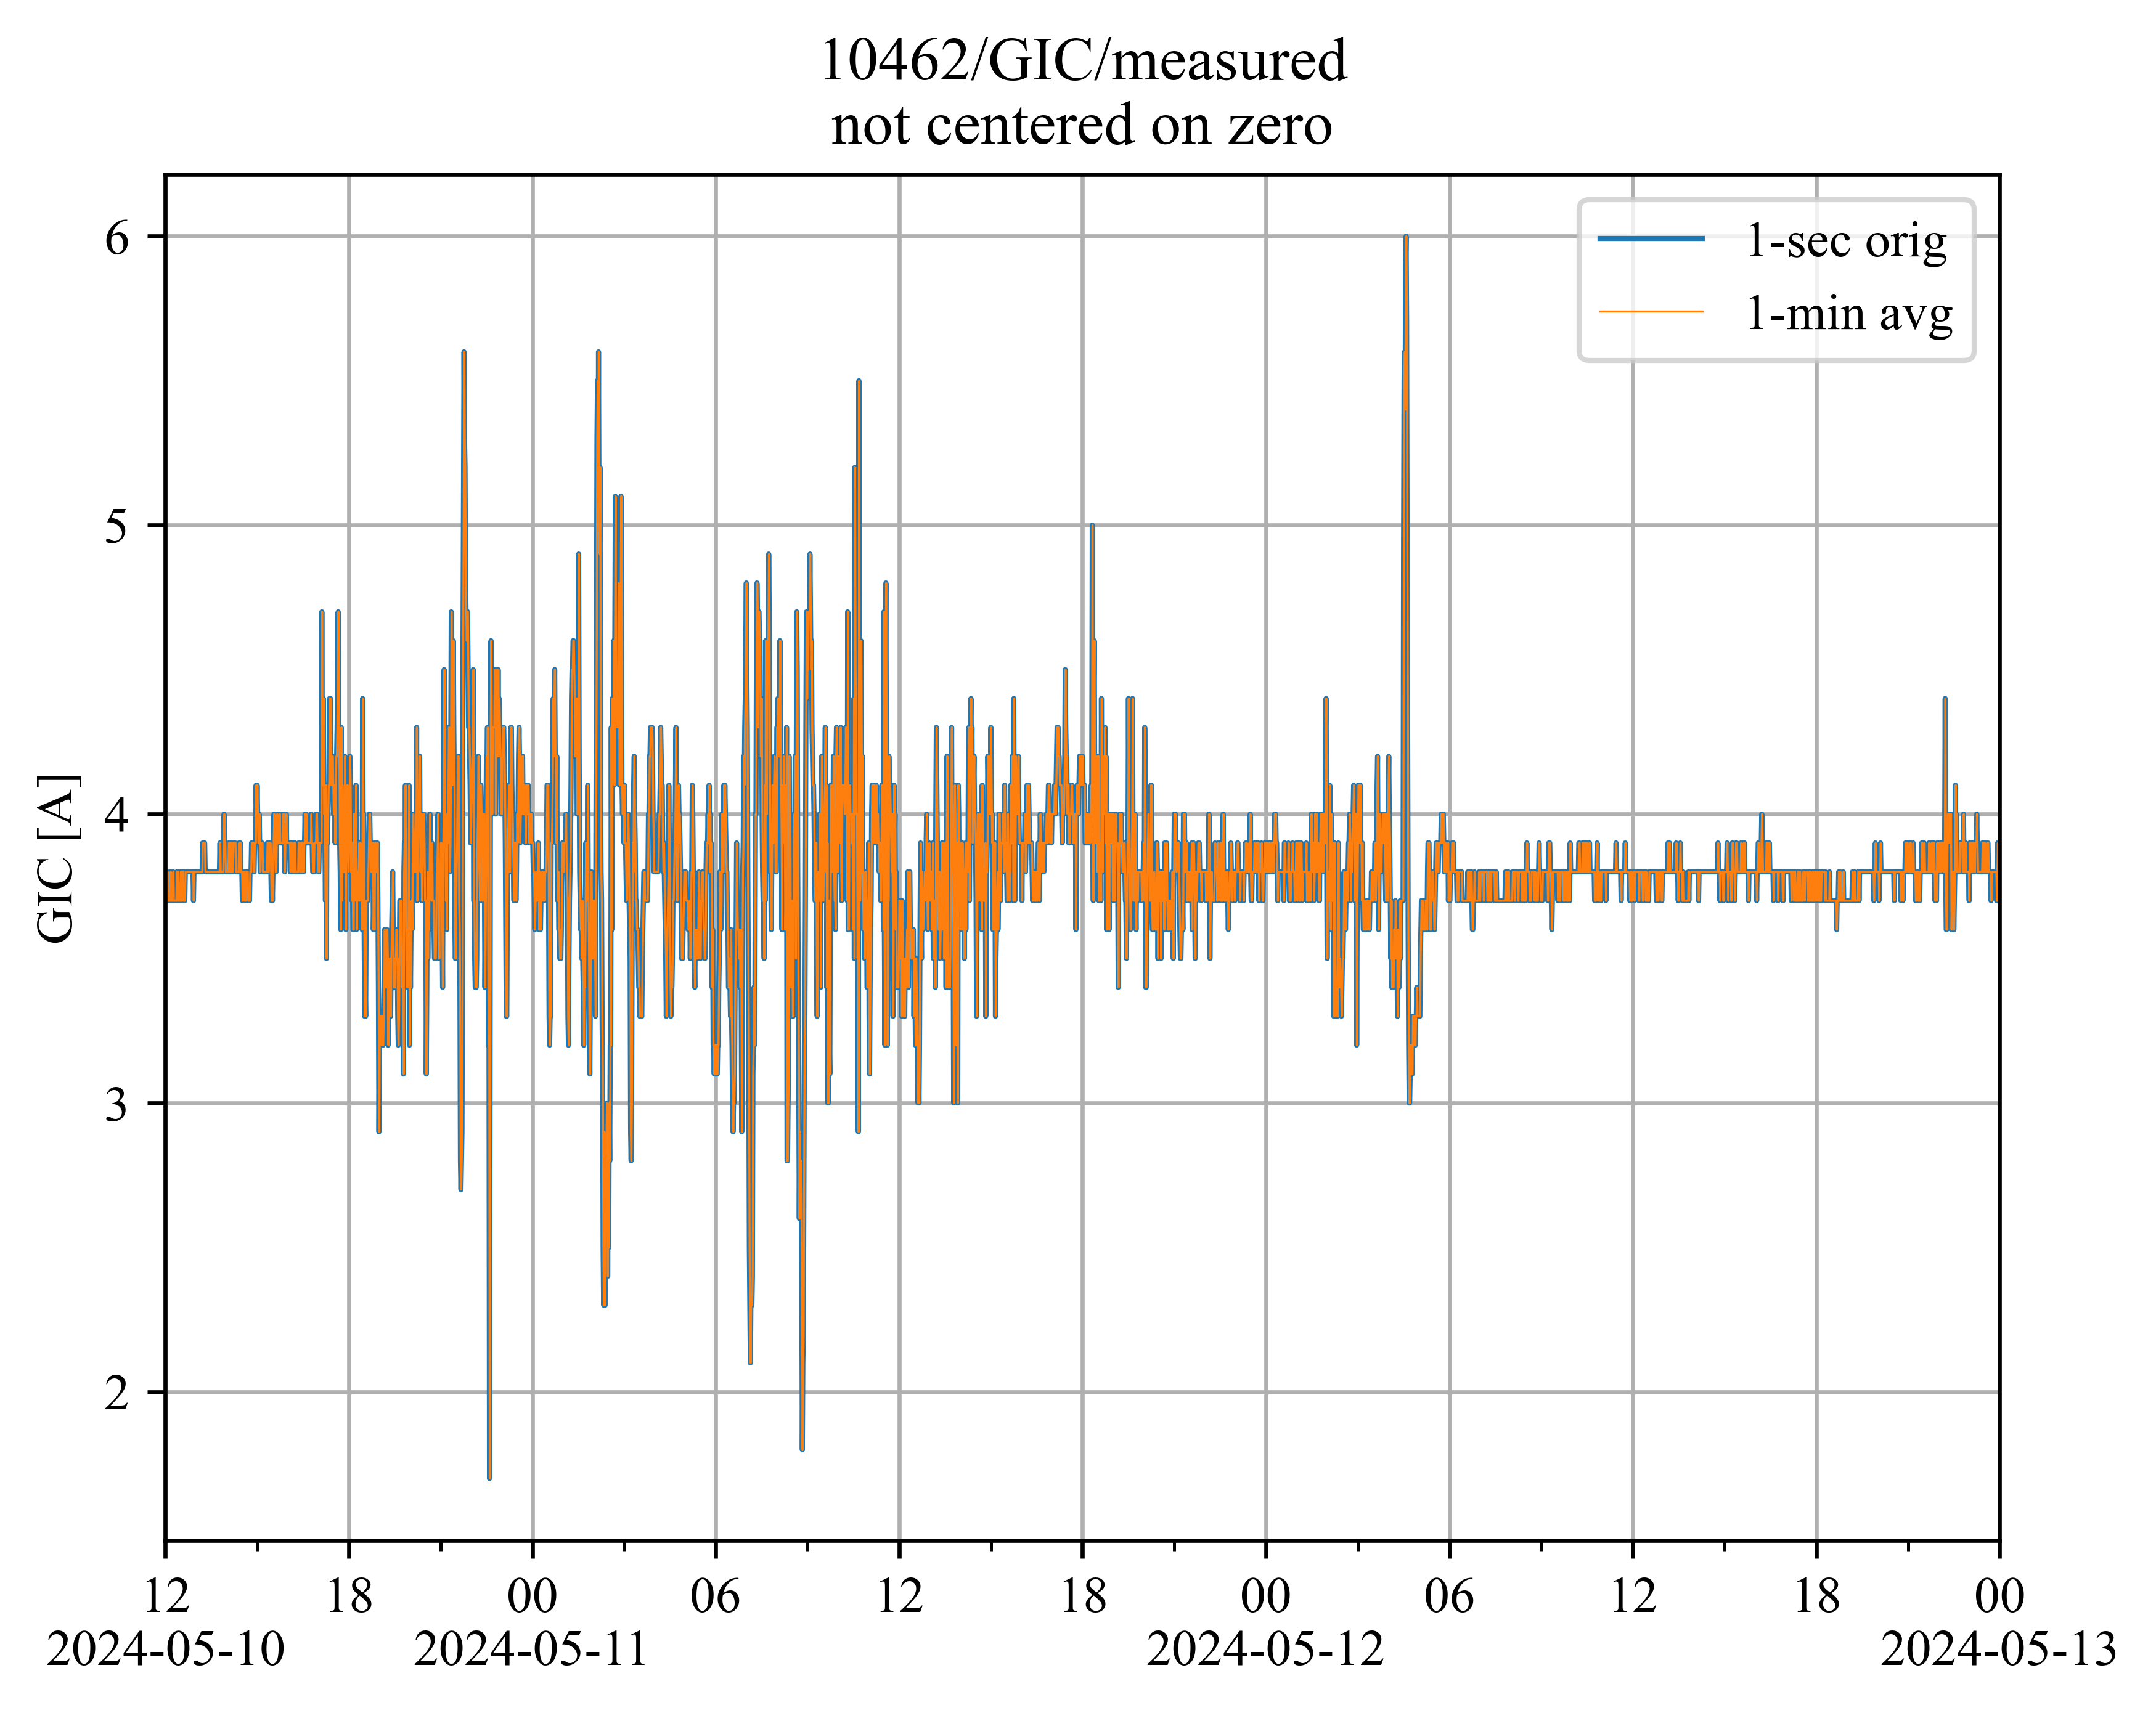 10462/GIC/measured
not centered on zero
1-sec orig
1-min avg
GIC [A]
6
5
4
3
2
12 18 00 06 12 18 00 06 12 18 00
2024-05-10 2024-05-11 2024-05-12 2024-05-13